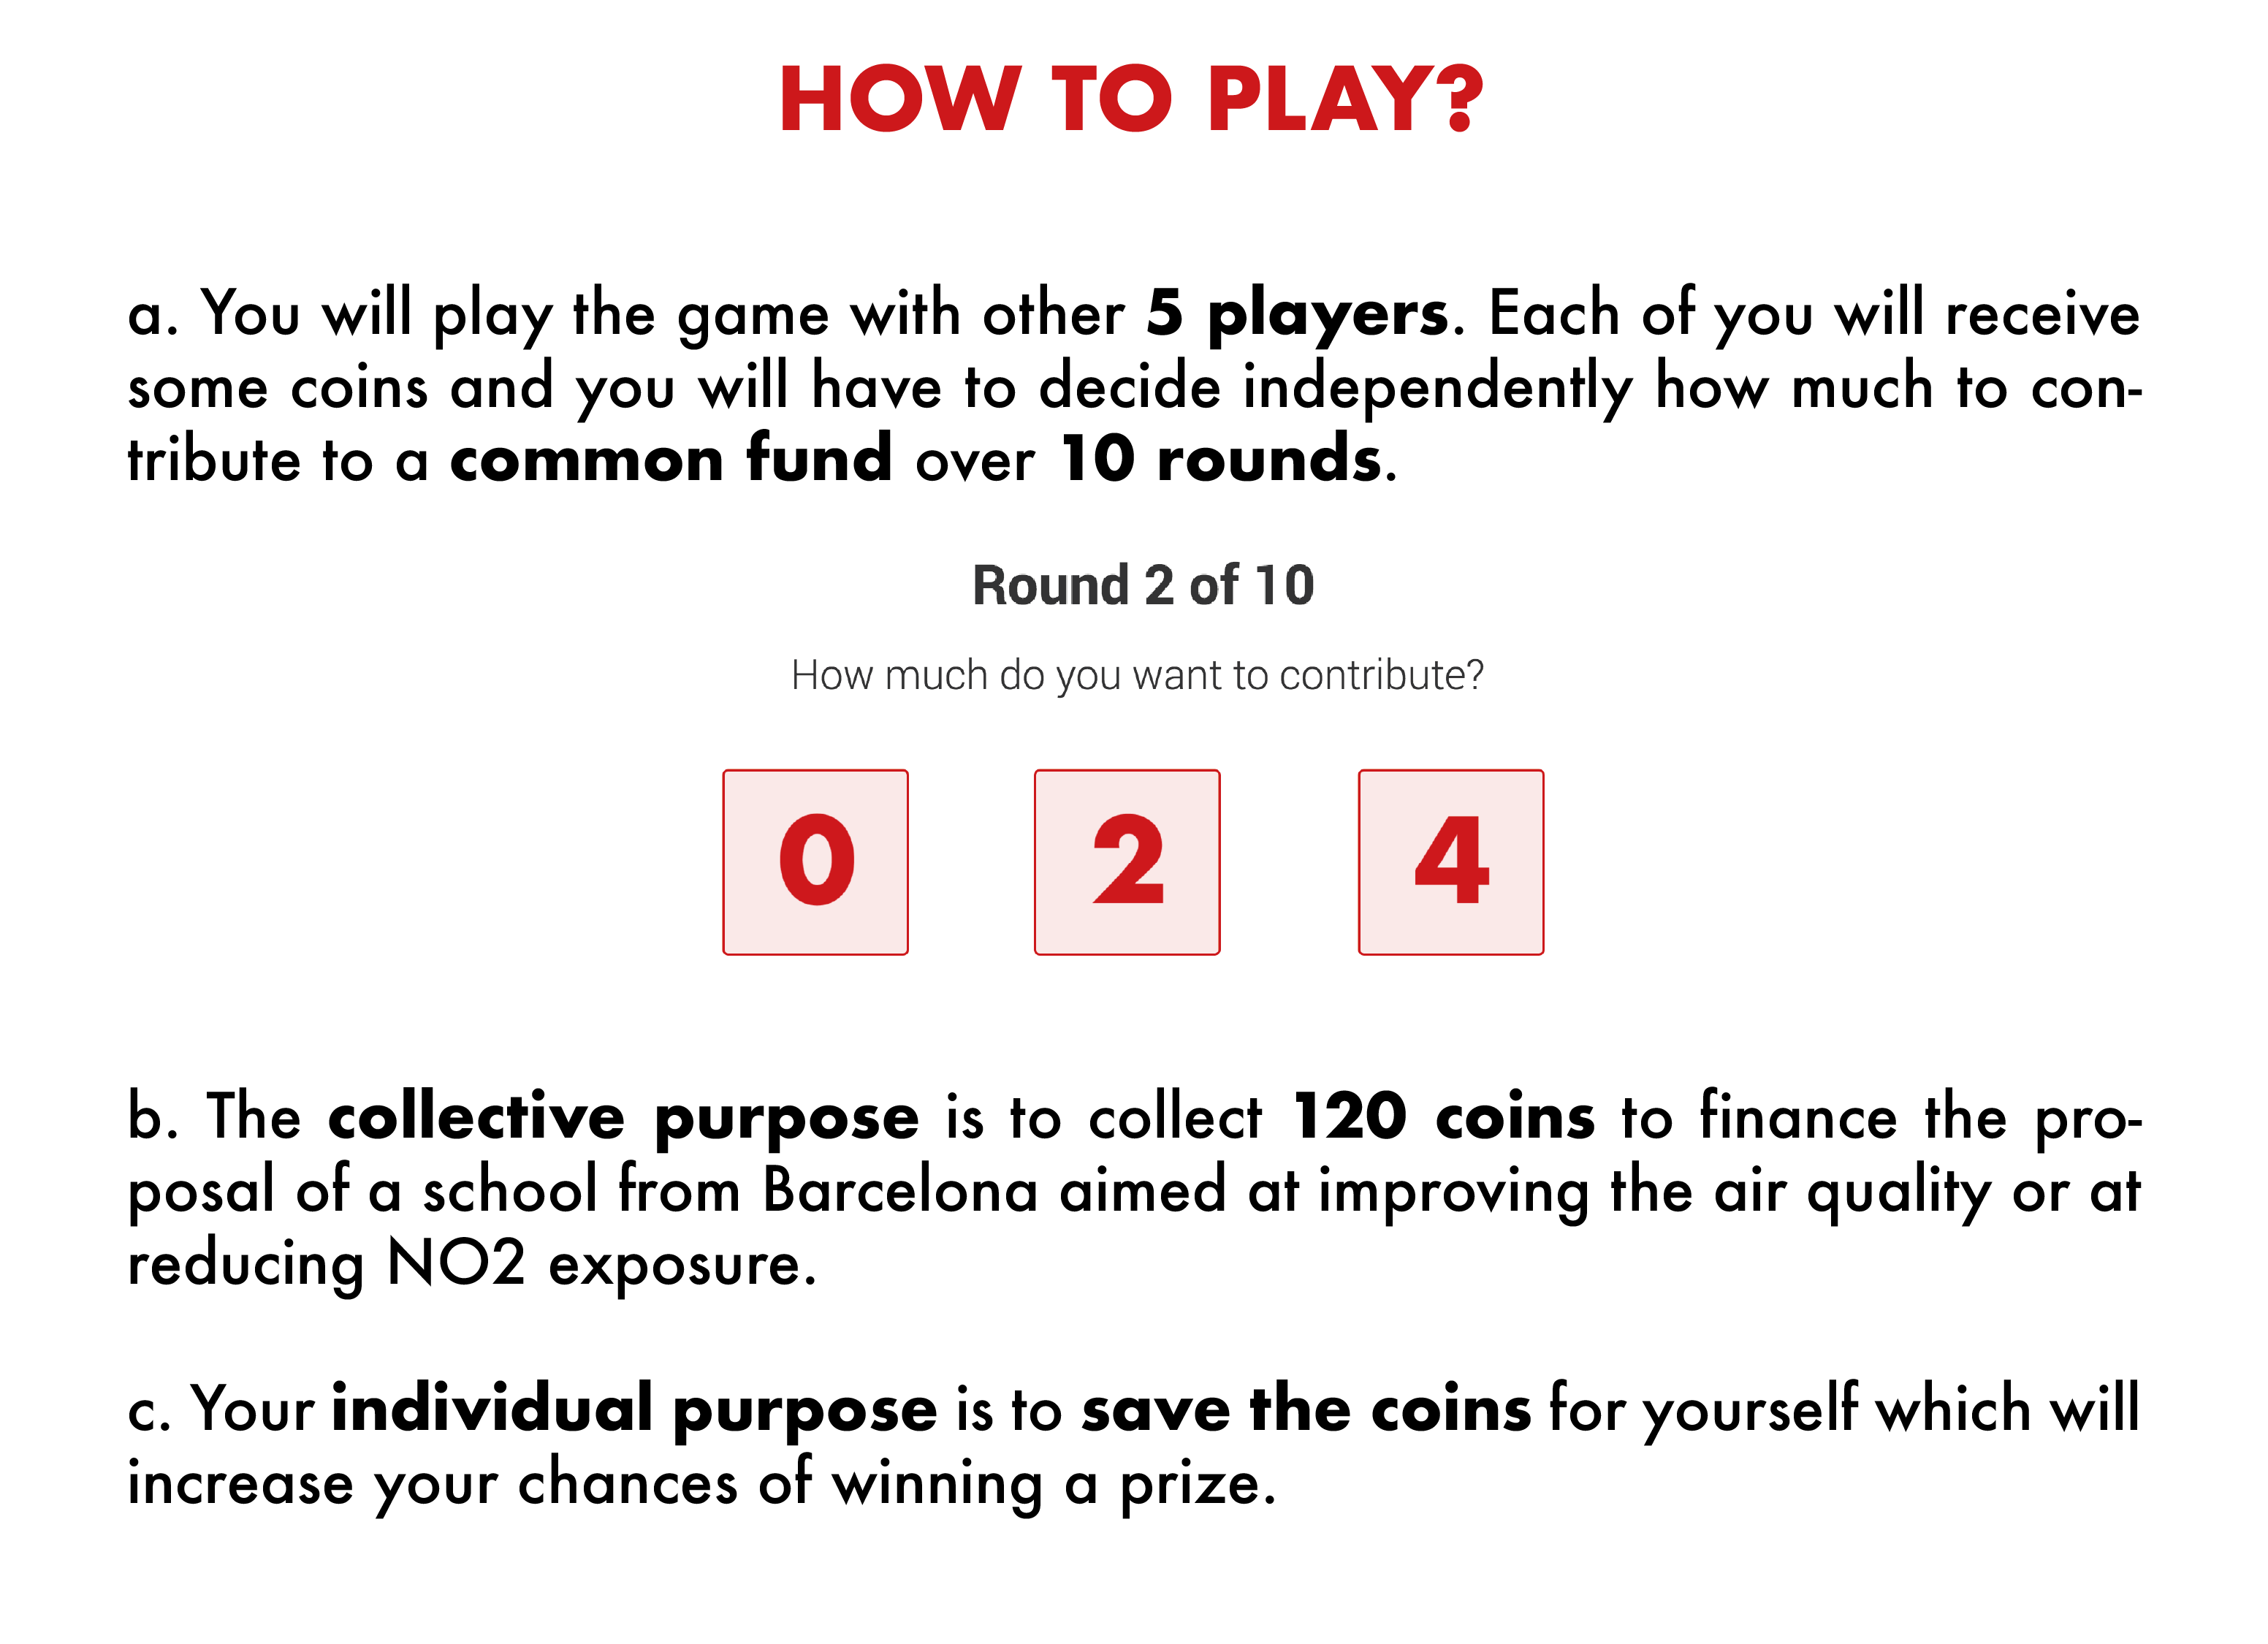 HOW TO PLAY?
a. You will play the game with other 5 players. Each of you will receive
some coins and you will have to decide independently how much to con-
tribute to a common fund over 10 rounds.
Round 2 of 10
How much do you want to contribute?
0 2 4
b. The collective purpose is to collect 120 coins to finance the pro-
posal of a school from Barcelona aimed at improving the air quality or at
reducing NO2 exposure.
c. Your individual purpose is to save the coins for yourself which will
increase your chances of winning a prize.